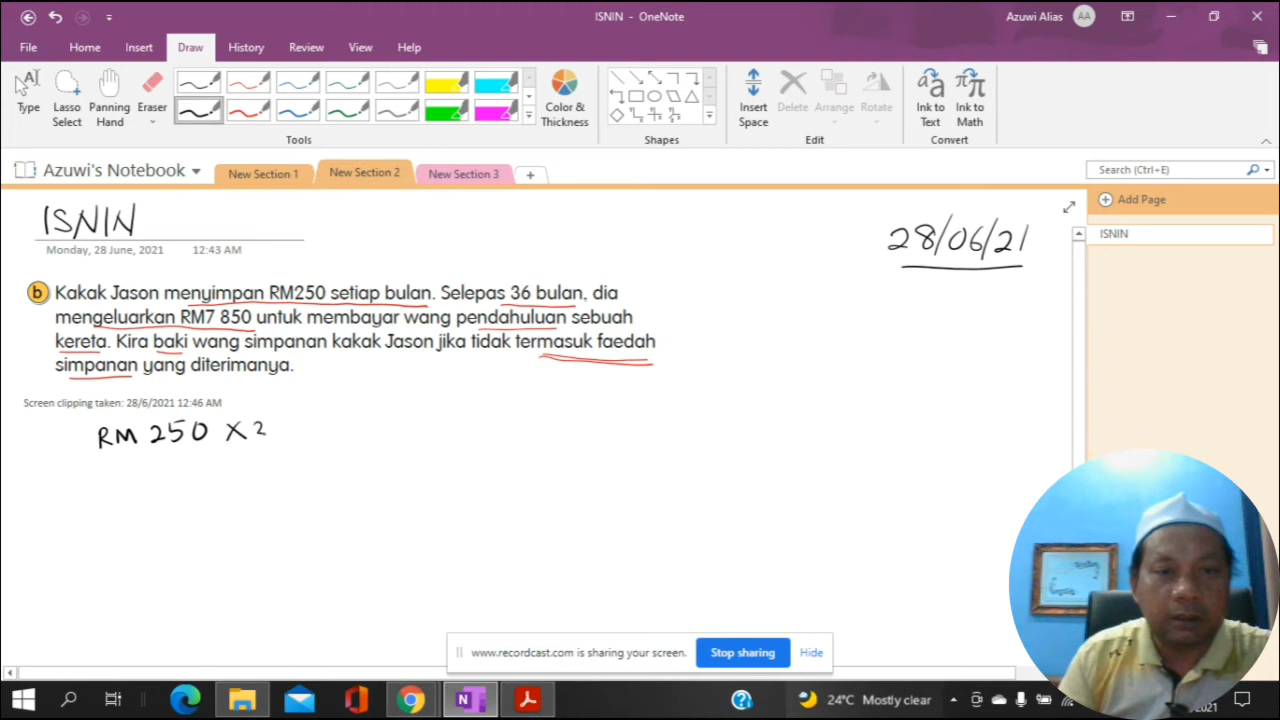 ISNIN - OneNote
Azuwi Alias
AA
File Home Insert Draw History Review View Help
Type
Lasso Select
Panning Hand
Eraser
Color & Thickness
Insert Space
Delete
Arrange
Rotate
Ink to Text
Ink to Math
Tools
Shapes
Edit
Convert
Azuwi's Notebook
New Section 1
New Section 2
New Section 3
Search (Ctrl+E)
Add Page
ISNIN
ISNIN
Monday, 28 June, 2021 12:43 AM
28/06/21
b Kakak Jason menyimpan RM250 setiap bulan. Selepas 36 bulan, dia
mengeluarkan RM7 850 untuk membayar wang pendahuluan sebuah
kereta. Kira baki wang simpanan kakak Jason jika tidak termasuk faedah
simpanan yang diterimanya.
Screen clipping taken: 28/6/2021 12:46 AM
RM 250 X 2
www.recordcast.com is sharing your screen.
Stop sharing
Hide
24°C Mostly clear
2021